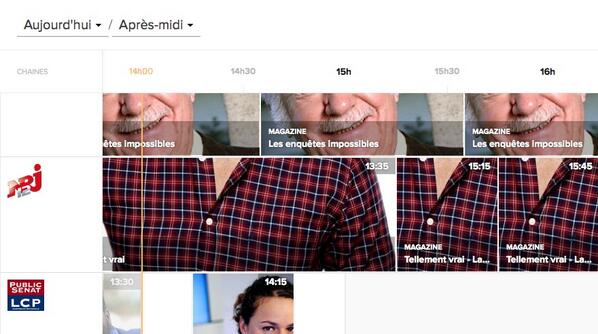 Aujourd'hui / Après-midi
CHAINES 14h00 14h30 15h 15h30 16h
MAGAZINE MAGAZINE
quêtes impossibles Les enquêtes impossibles Les enquêtes impossibles
NRJ 12 13:35 15:15 15:45
MAGAZINE MAGAZINE
t vrai Tellement vrai - La... Tellement vrai - La...
PUBLIC SENAT LCP 13:30 14:15